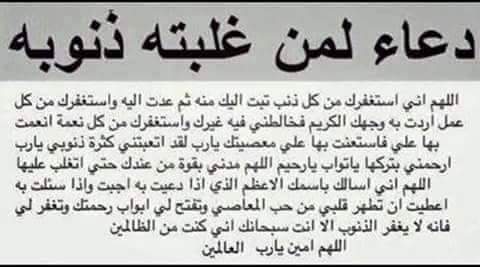 دعاء لمن غلبته ذنوبه
اللهم اني استغفرك من كل ذنب تبت اليك منه ثم عدت اليه واستغفرك من كل
عمل اردت به وجهك الكريم فخالطني فيه غيرك واستغفرك من كل نعمة انعمت
بها علي فاستعنت بها علي معصيتك يارب لقد اتعبتني كثرة ذنوبي يارب
ارحمني بتركها ياتواب يارحيم اللهم مدني بقوة من عندك حتي اتغلب عليها
اللهم اني اسالك باسمك الاعظم الذي اذا دعيت به اجبت واذا سئلت به
اعطيت ان تطهر قلبي من حب المعاصي وتفتح لي ابواب رحمتك وتغفر لي
فانه لا يغفر الذنوب الا انت سبحانك اني كنت من الظالمين
اللهم امين يارب العالمين